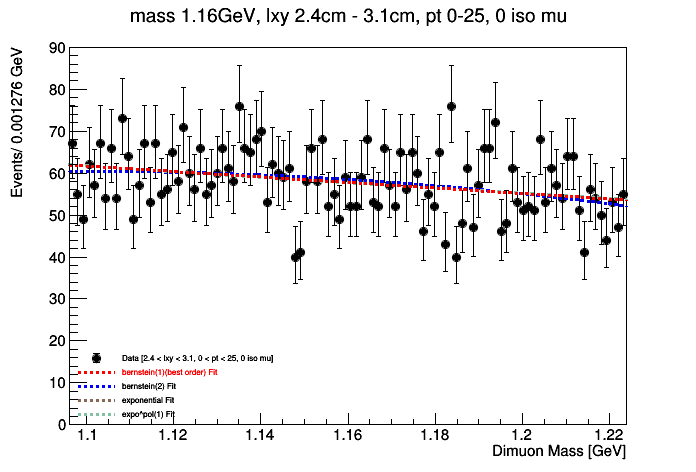 mass 1.16GeV, lxy 2.4cm - 3.1cm, pt 0-25, 0 iso mu
Events/ 0.001276 GeV
90
80
70
60
50
40
30
20
10
0
Data [2.4 < lxy < 3.1, 0 < pt < 25, 0 iso mu]
bernstein(1)(best order) Fit
bernstein(2) Fit
exponential Fit
expo*pol(1) Fit
1.1 1.12 1.14 1.16 1.18 1.2 1.22
Dimuon Mass [GeV]